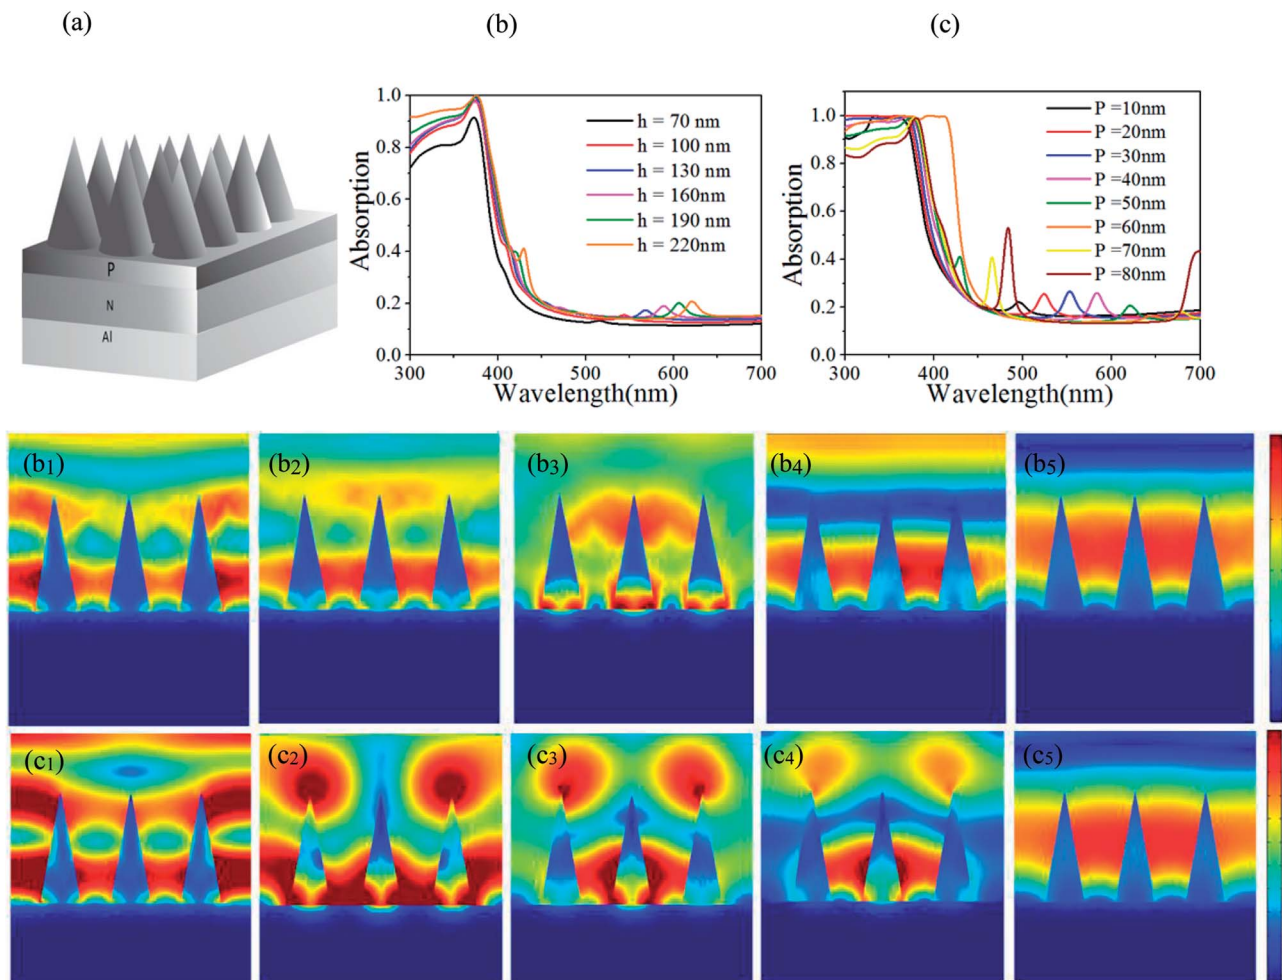 (a)
(b)
(c)
P
N
Al
1.0
0.8
0.6
0.4
0.2
0.0
Absorption
300
400
500
600
700
Wavelength(nm)
h = 70 nm
h = 100 nm
h = 130 nm
h = 160nm
h = 190 nm
h = 220nm
1.0
0.8
0.6
0.4
0.2
0.0
Absorption
300
400
500
600
700
Wavelength(nm)
P =10nm
P =20nm
P =30nm
P =40nm
P =50nm
P =60nm
P =70nm
P =80nm
(b1)
(b2)
(b3)
(b4)
(b5)
(c1)
(c2)
(c3)
(c4)
(c5)